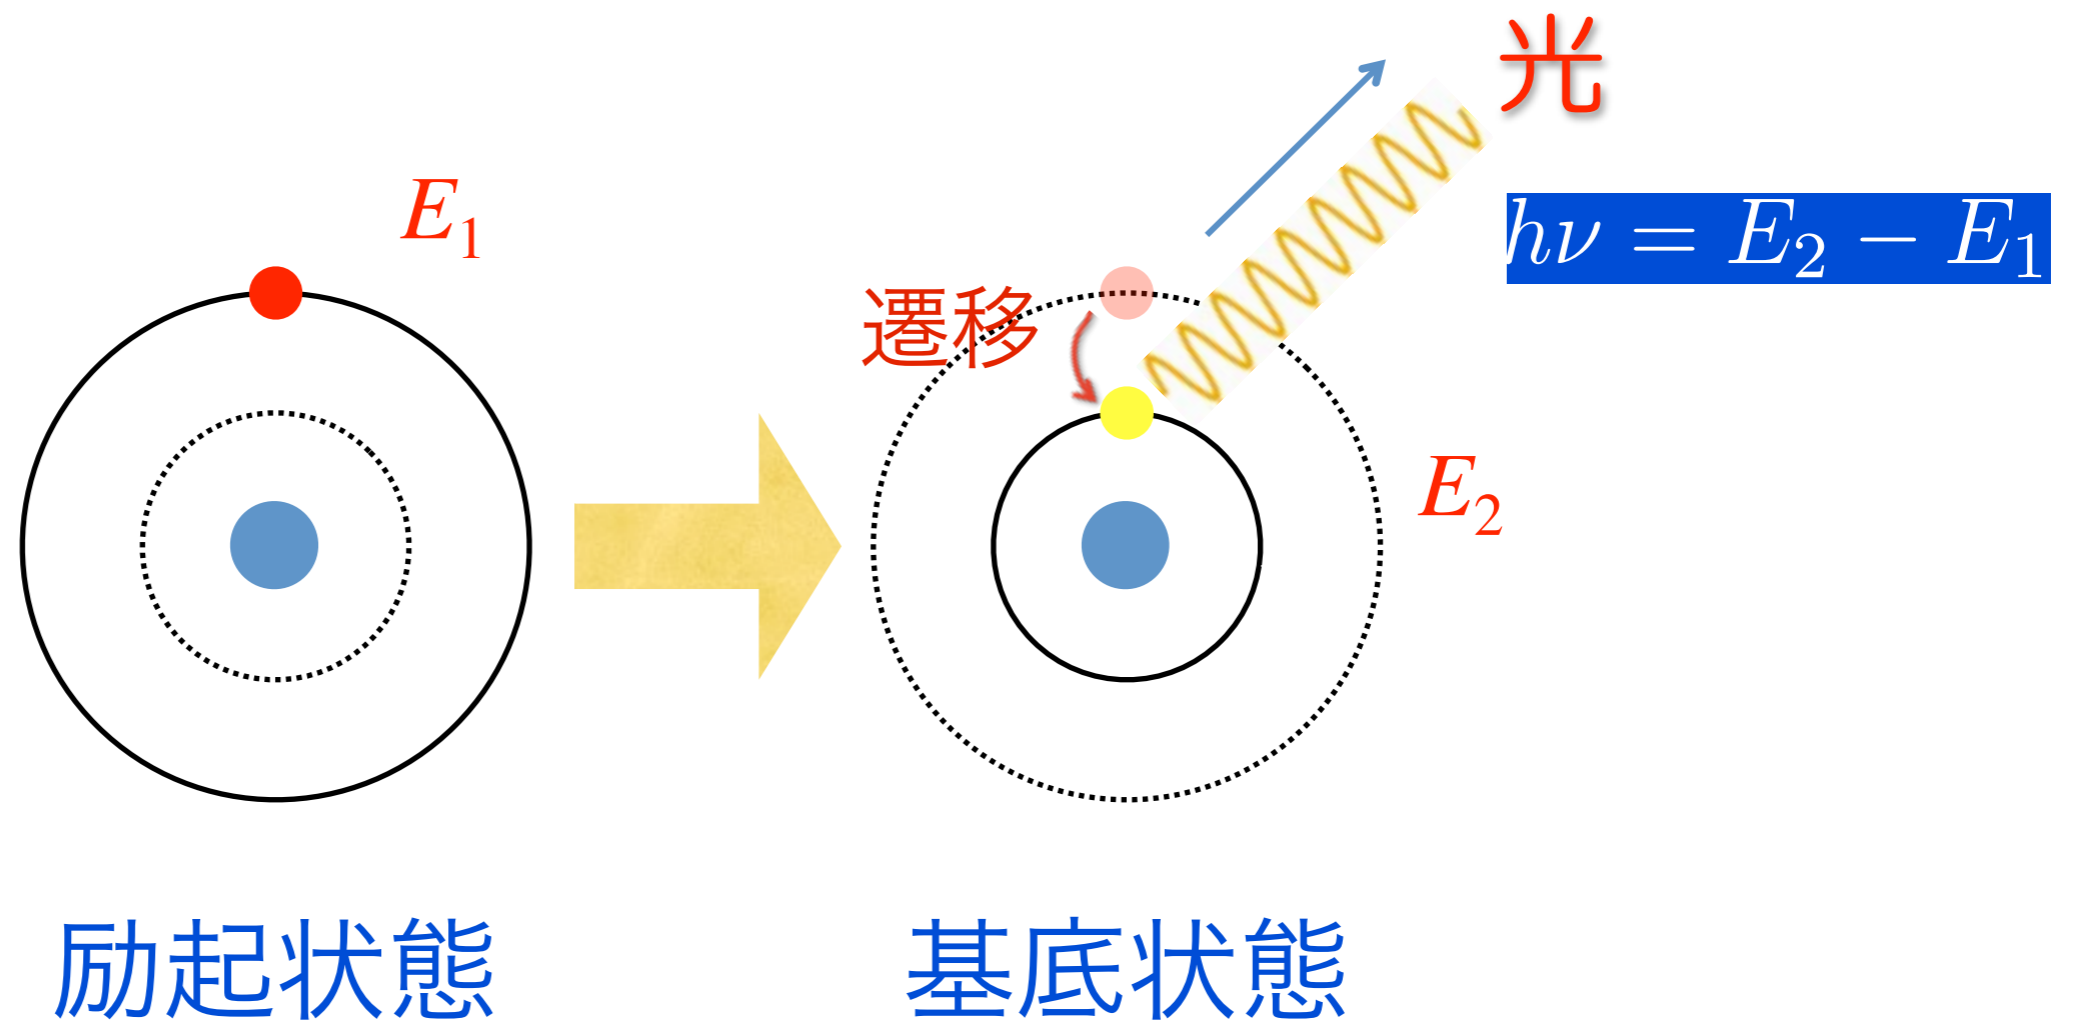 光
E₁
hν = E₂ − E₁
遷移
E₂
励起状態
基底状態